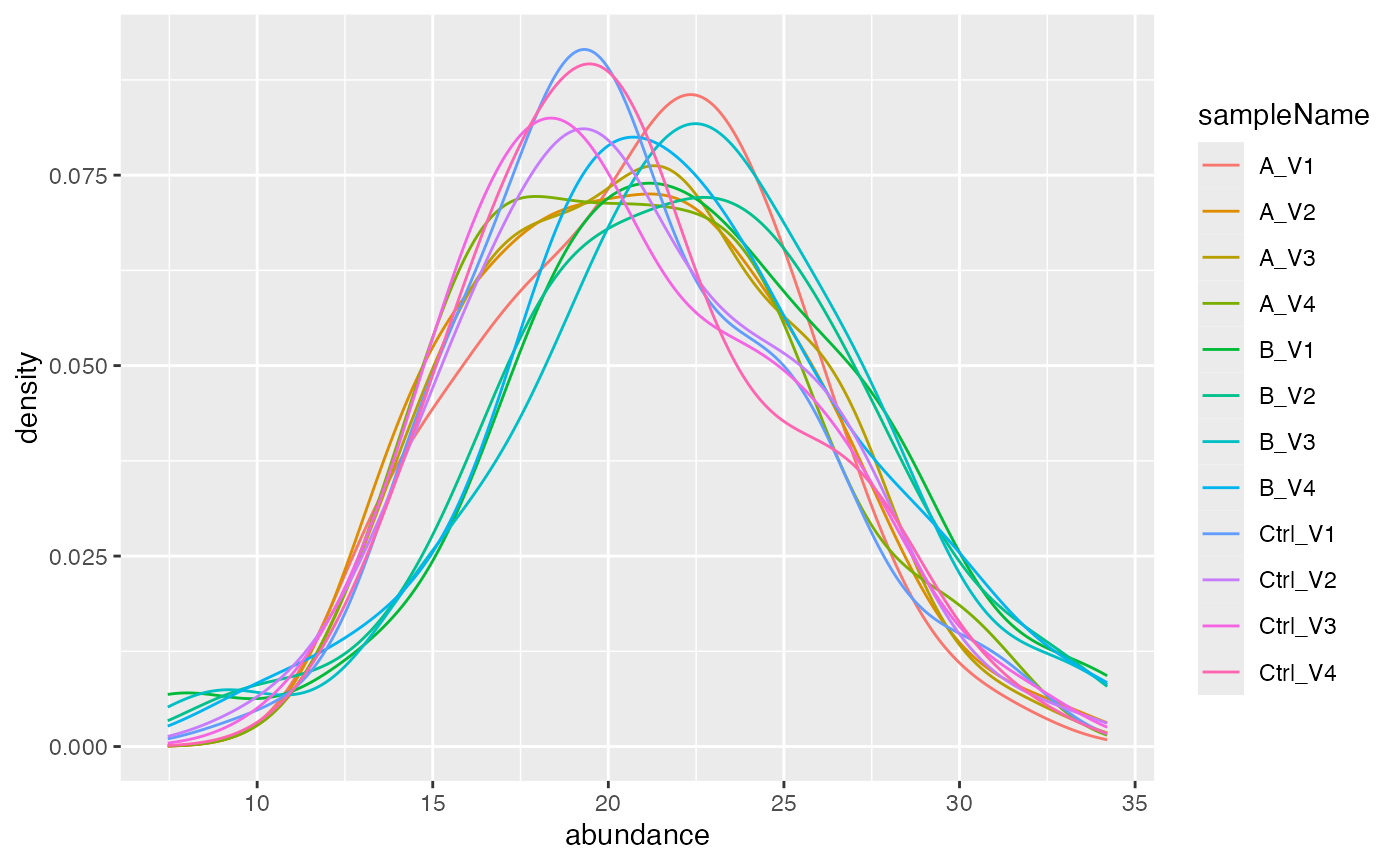 density
0.075
0.050
0.025
0.000
10
15
20
25
30
35
abundance
sampleName
A_V1
A_V2
A_V3
A_V4
B_V1
B_V2
B_V3
B_V4
Ctrl_V1
Ctrl_V2
Ctrl_V3
Ctrl_V4